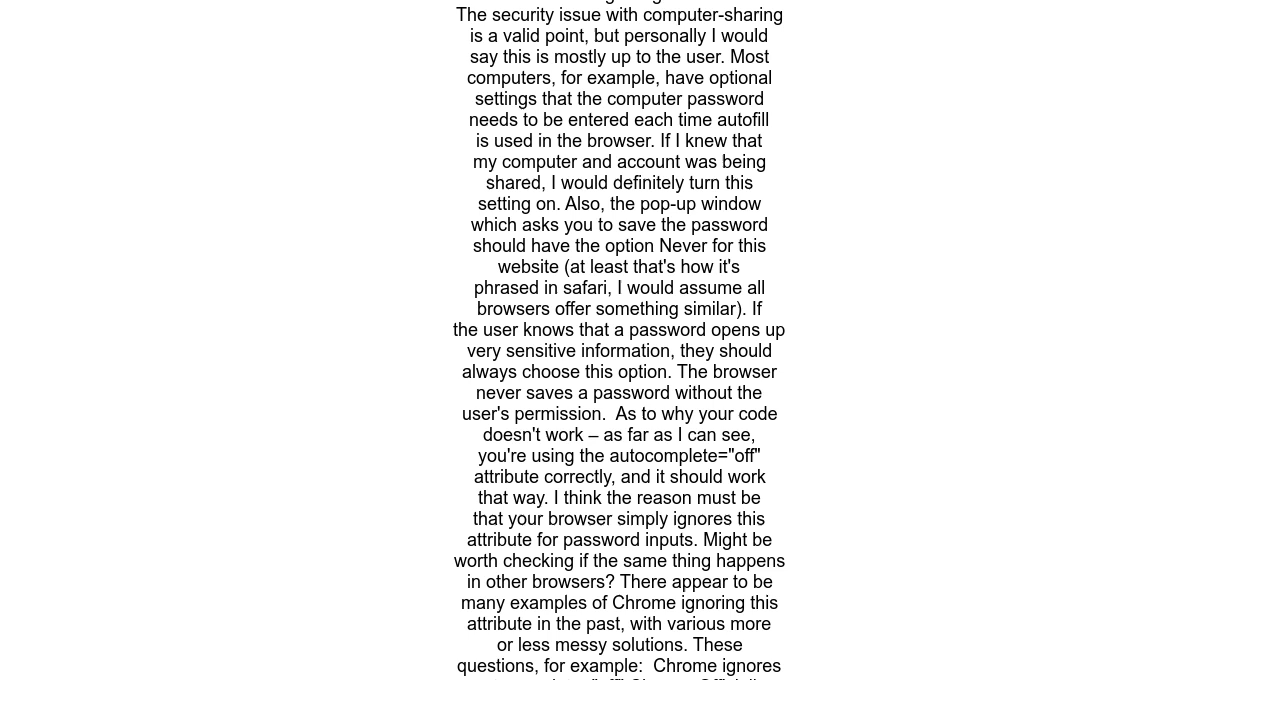 The security issue with computer-sharing
is a valid point, but personally I would
say this is mostly up to the user. Most
computers, for example, have optional
settings that the computer password
needs to be entered each time autofill
is used in the browser. If I knew that
my computer and account was being
shared, I would definitely turn this
setting on. Also, the pop-up window
which asks you to save the password
should have the option Never for this
website (at least that's how it's
phrased in safari, I would assume all
browsers offer something similar). If
the user knows that a password opens up
very sensitive information, they should
always choose this option. The browser
never saves a password without the
user's permission.  As to why your code
doesn't work – as far as I can see,
you're using the autocomplete="off"
attribute correctly, and it should work
that way. I think the reason must be
that your browser simply ignores this
attribute for password inputs. Might be
worth checking if the same thing happens
in other browsers? There appear to be
many examples of Chrome ignoring this
attribute in the past, with various more
or less messy solutions. These
questions, for example:  Chrome ignores